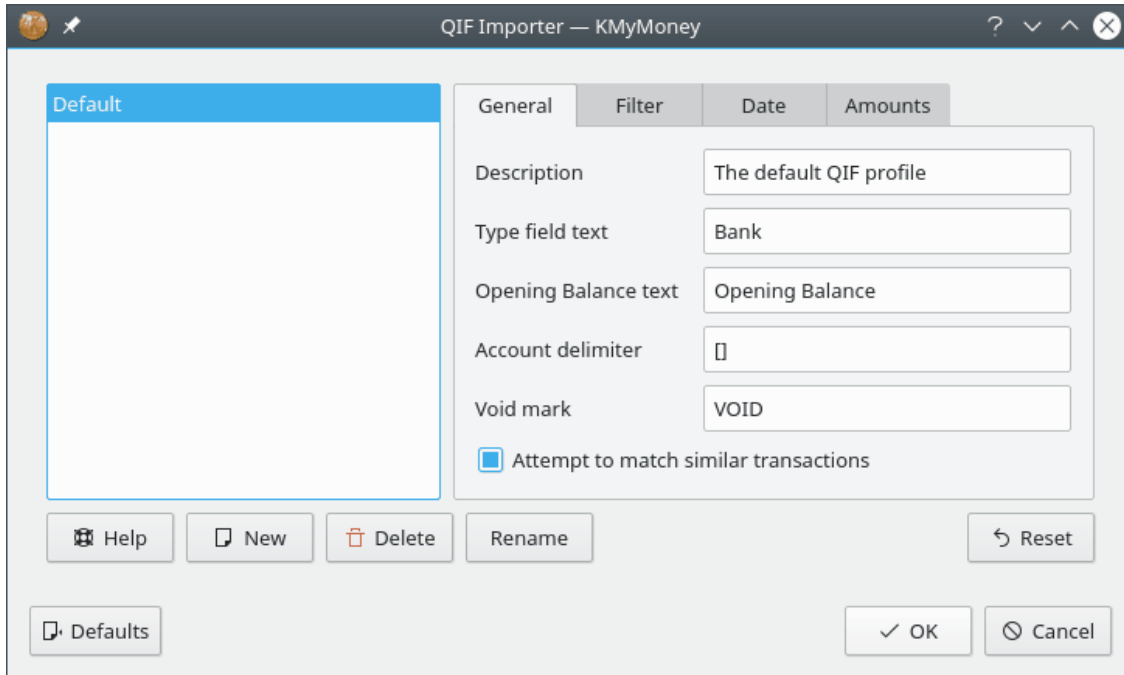 QIF Importer — KMyMoney
Default
General Filter Date Amounts
Description The default QIF profile
Type field text Bank
Opening Balance text Opening Balance
Account delimiter []
Void mark VOID
Attempt to match similar transactions
Help New Delete Rename Reset
Defaults OK Cancel